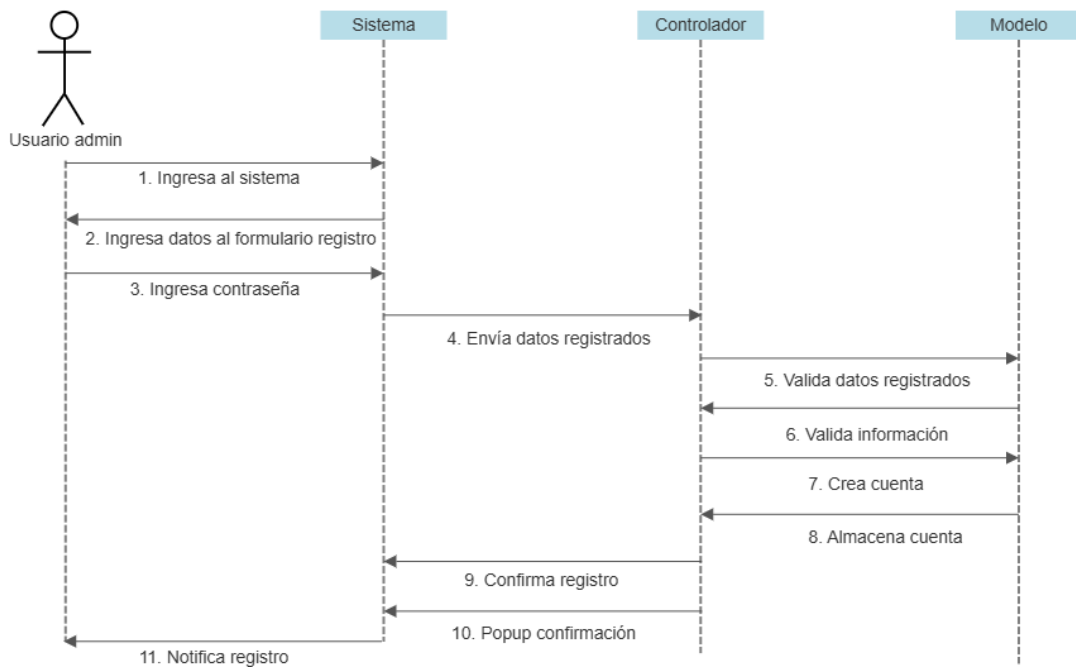 Sistema
Controlador
Modelo
Usuario admin
1. Ingresa al sistema
2. Ingresa datos al formulario registro
3. Ingresa contraseña
4. Envía datos registrados
5. Valida datos registrados
6. Valida información
7. Crea cuenta
8. Almacena cuenta
9. Confirma registro
10. Popup confirmación
11. Notifica registro